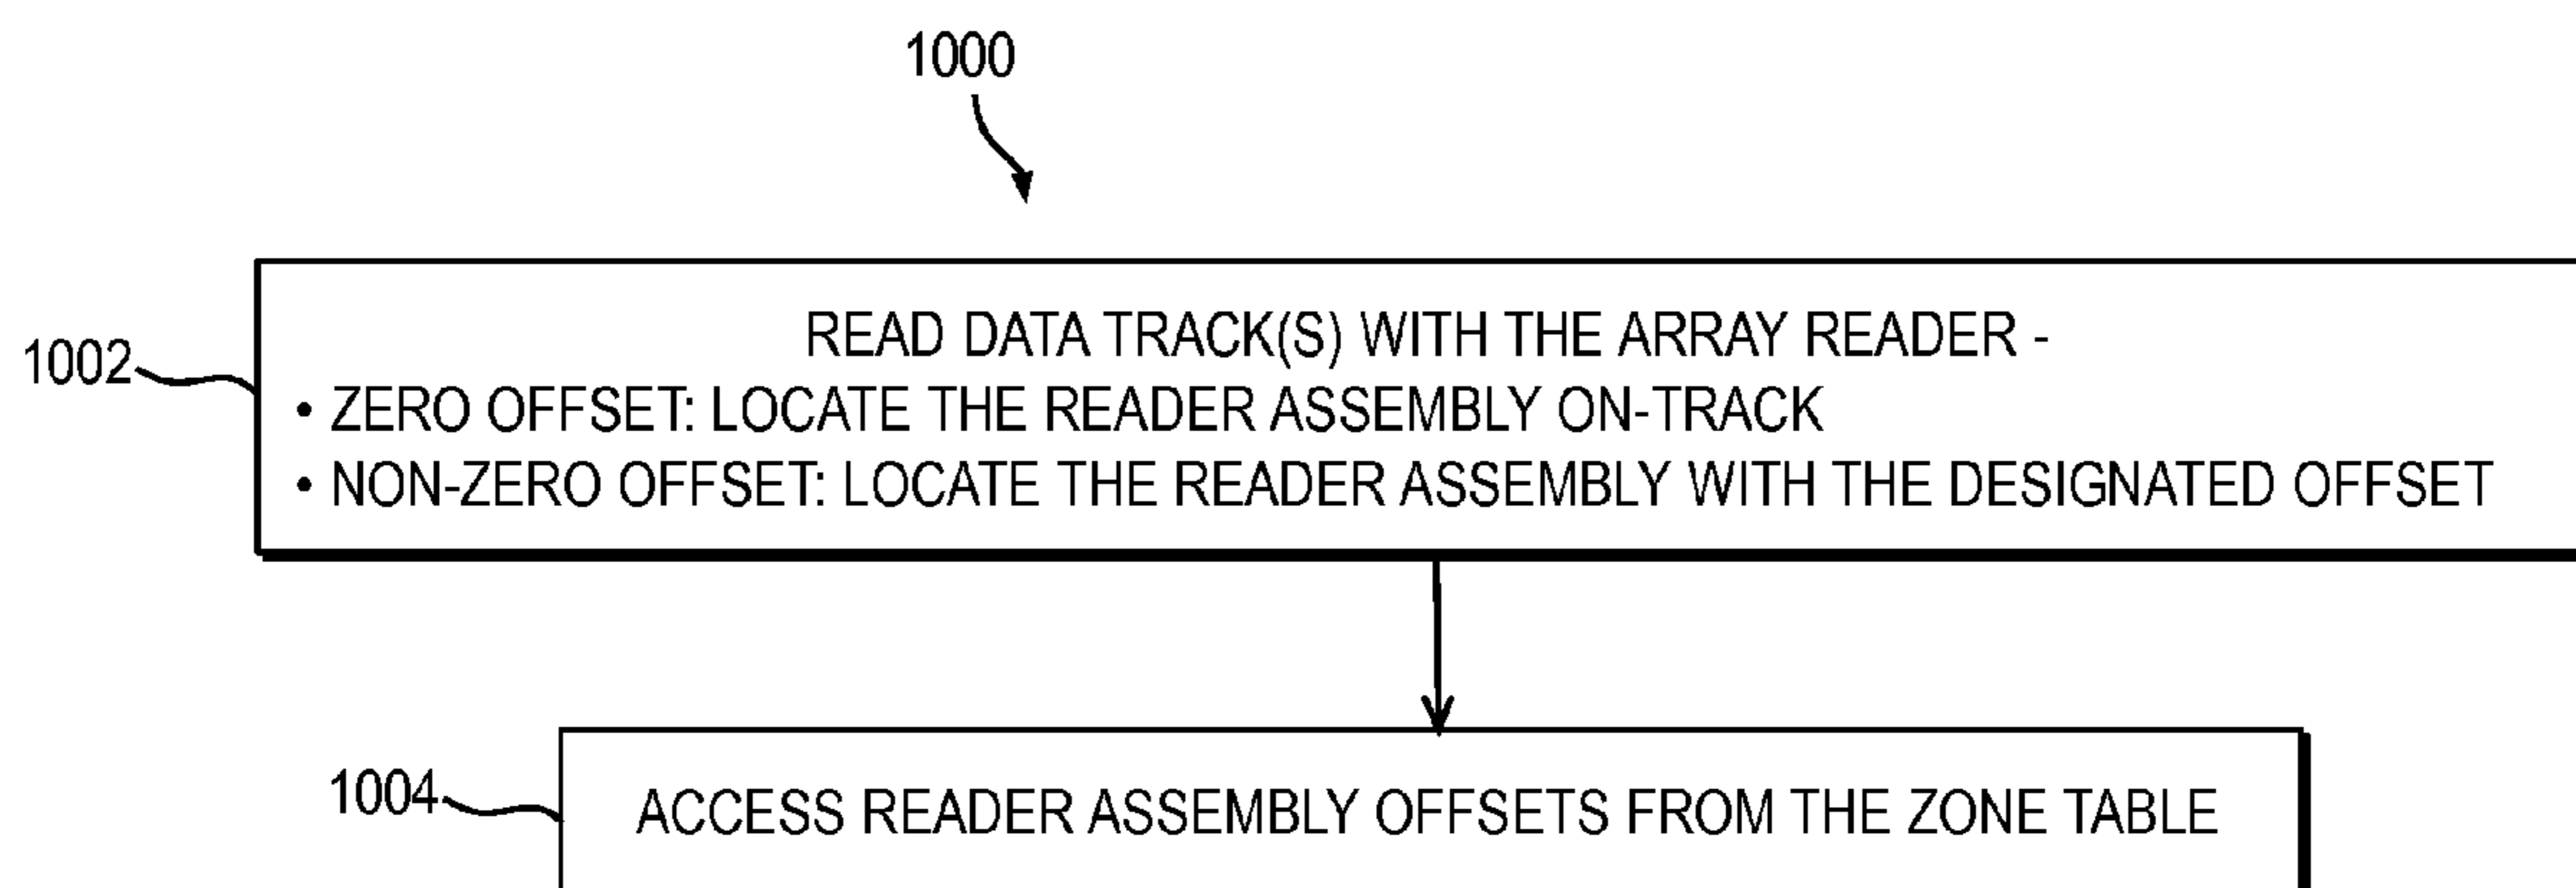 1000
1002
READ DATA TRACK(S) WITH THE ARRAY READER -
• ZERO OFFSET: LOCATE THE READER ASSEMBLY ON-TRACK
• NON-ZERO OFFSET: LOCATE THE READER ASSEMBLY WITH THE DESIGNATED OFFSET
1004
ACCESS READER ASSEMBLY OFFSETS FROM THE ZONE TABLE